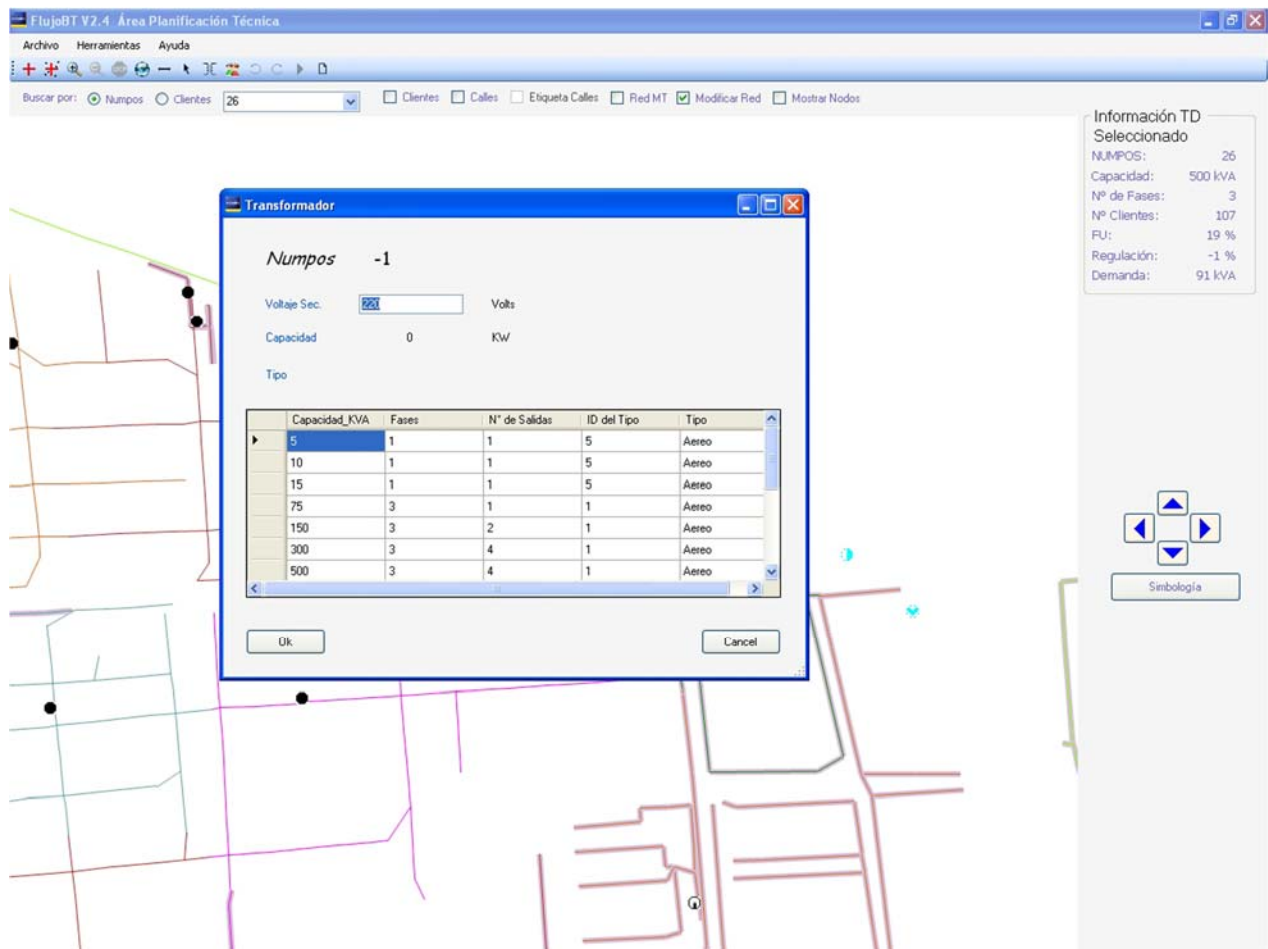 FlujoBT V2.4 Área Planificación Técnica
Archivo Herramientas Ayuda
Buscar por: Numpos Clientes 26 Clientes Calles Etiqueta Calles Red MT Modificar Red Mostrar Nodos
Información TD
Seleccionado
NUMPOS: 26
Capacidad: 500 kVA
Nº de Fases: 3
Nº Clientes: 107
FU: 19 %
Regulación: -1 %
Demanda: 91 kVA
Transformador
Numpos -1
Voltaje Sec. 220 Volts
Capacidad 0 KW
Tipo
Capacidad_KVA Fases N° de Salidas ID del Tipo Tipo
5 1 1 5 Aereo
10 1 1 5 Aereo
15 1 1 5 Aereo
75 3 1 1 Aereo
150 3 2 1 Aereo
300 3 4 1 Aereo
500 3 4 1 Aereo
Ok Cancel
Simbología